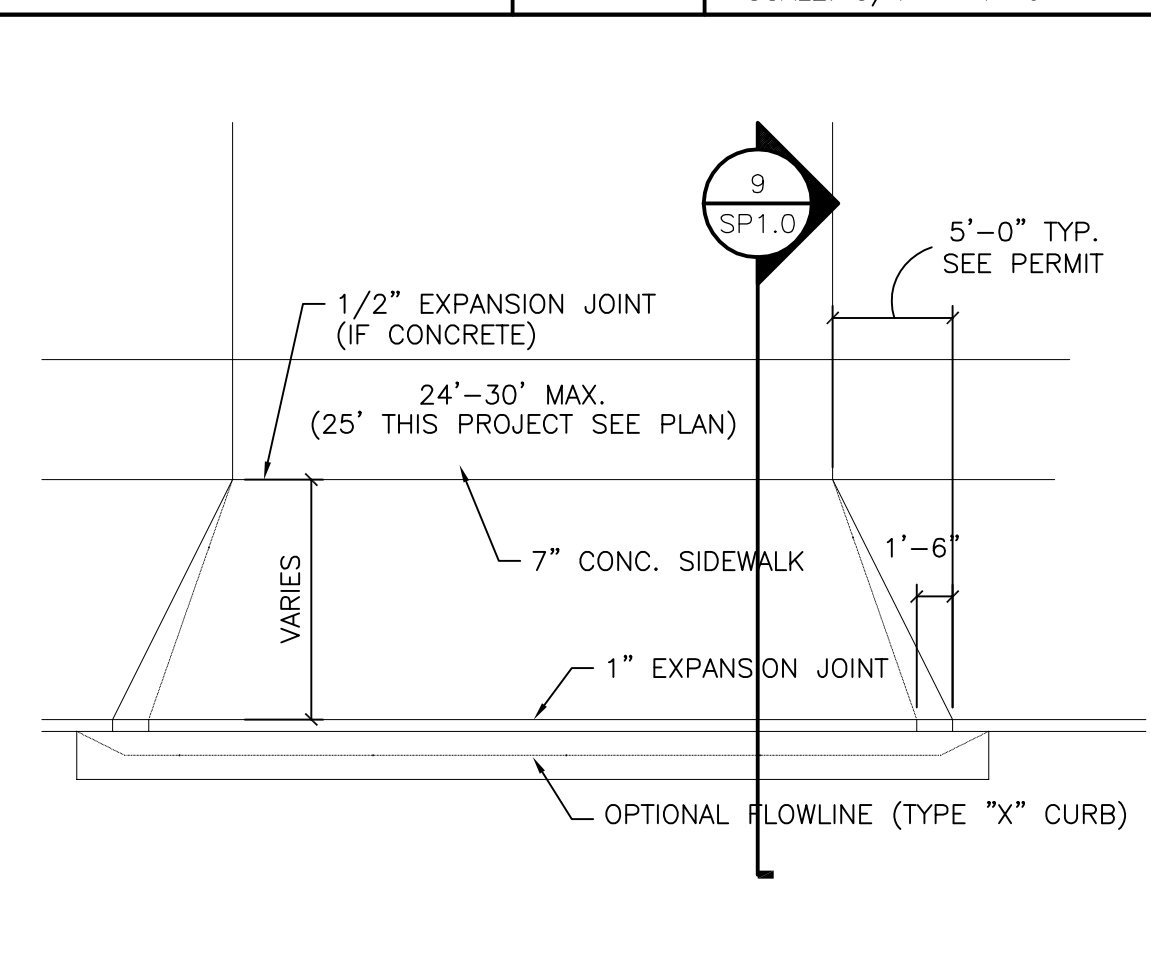 9
SP1.0
5'-0" TYP.
SEE PERMIT
1/2" EXPANSION JOINT
(IF CONCRETE)
24'-30' MAX.
(25' THIS PROJECT SEE PLAN)
1'-6"
7" CONC. SIDEWALK
VARIES
1" EXPANSION JOINT
OPTIONAL FLOWLINE (TYPE "X" CURB)